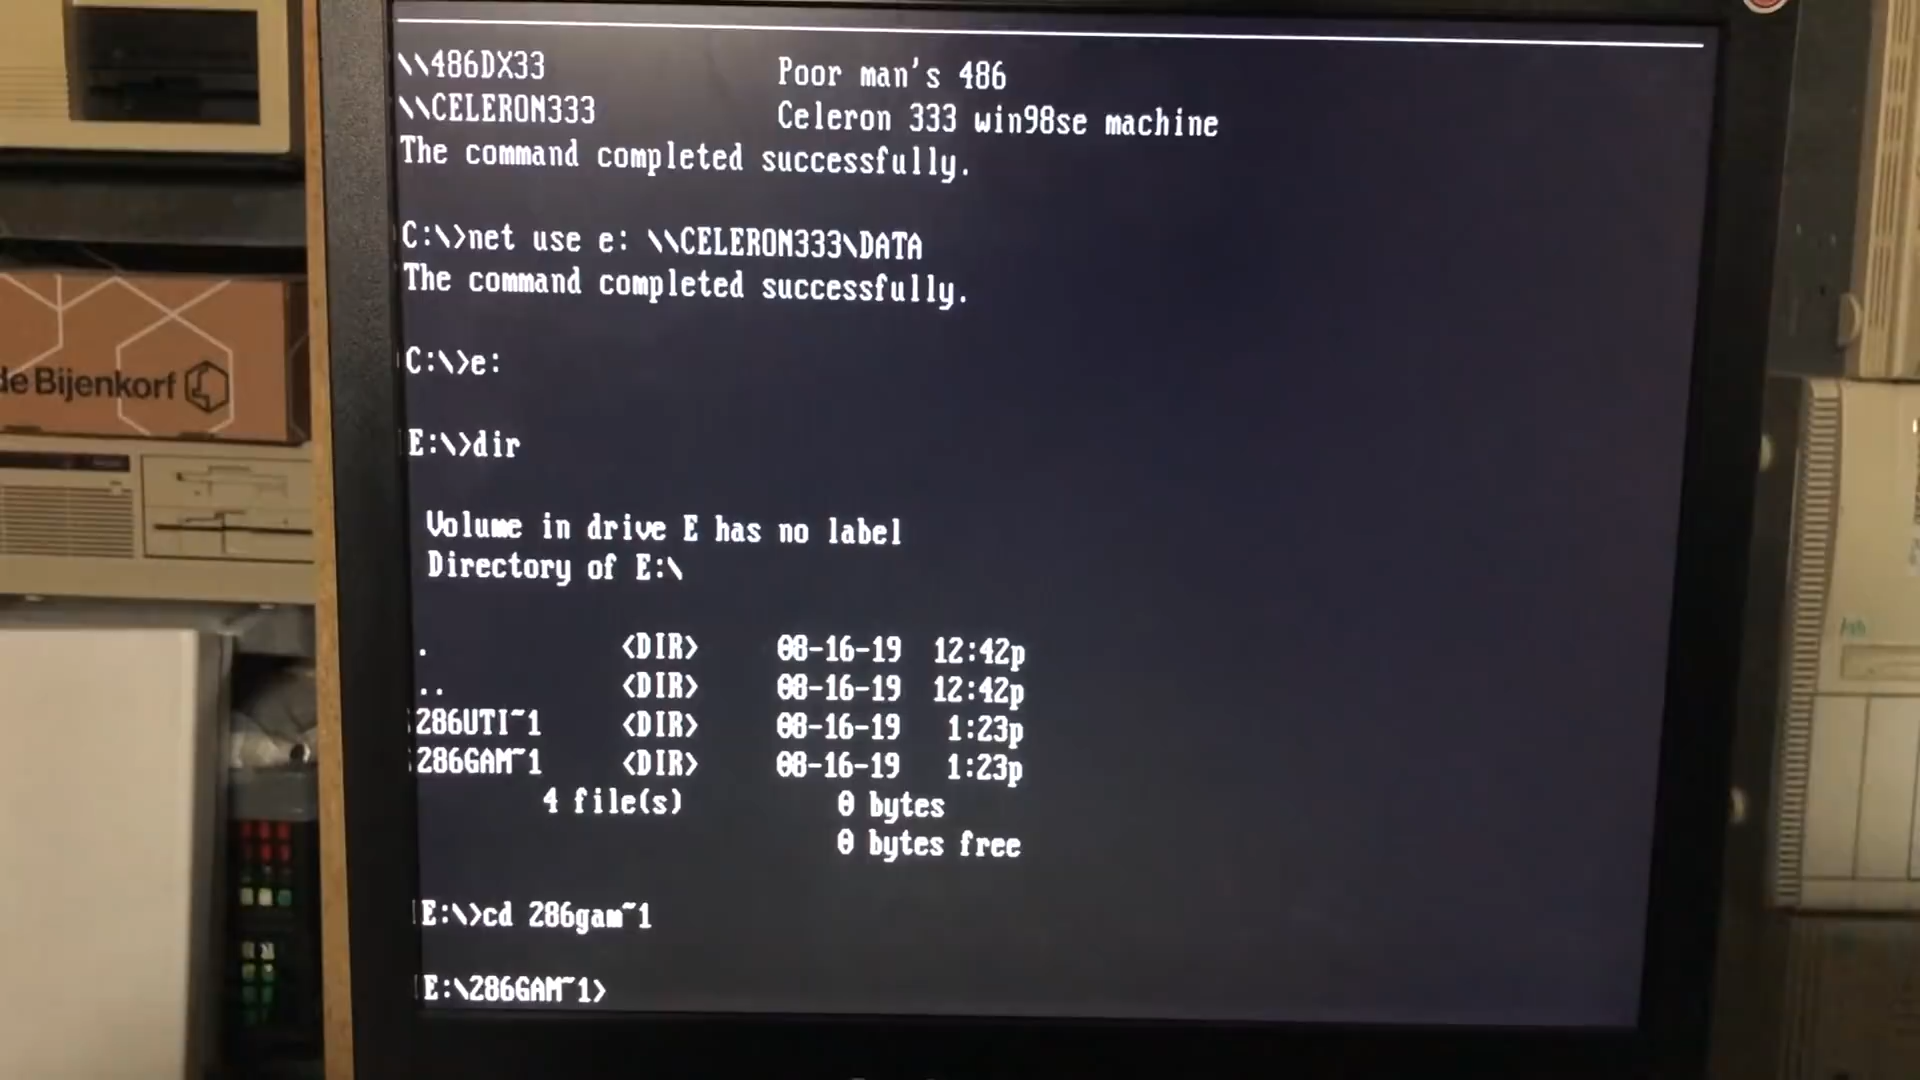 \\486DX33 Poor man's 486
\\CELERON333 Celeron 333 win98se machine
The command completed successfully.
C:\>net use e: \\CELERON333\DATA
The command completed successfully.
C:\>e:
E:\>dir
Volume in drive E has no label
Directory of E:\
. <DIR> 08-16-19 12:42p
.. <DIR> 08-16-19 12:42p
286UTI~1 <DIR> 08-16-19 1:23p
286GAM~1 <DIR> 08-16-19 1:23p
4 file(s) 0 bytes
0 bytes free
E:\>cd 286gam~1
E:\286GAM~1>
de Bijenkorf